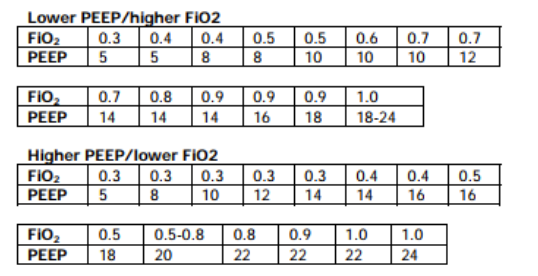 Lower PEEP/higher FiO2
FiO₂ 0.3 0.4 0.4 0.5 0.5 0.6 0.7 0.7
PEEP 5 5 8 8 10 10 10 12
FiO₂ 0.7 0.8 0.9 0.9 0.9 1.0
PEEP 14 14 14 16 18 18-24
Higher PEEP/lower FiO2
FiO₂ 0.3 0.3 0.3 0.3 0.3 0.4 0.4 0.5
PEEP 5 8 10 12 14 14 16 16
FiO₂ 0.5 0.5-0.8 0.8 0.9 1.0 1.0
PEEP 18 20 22 22 22 24